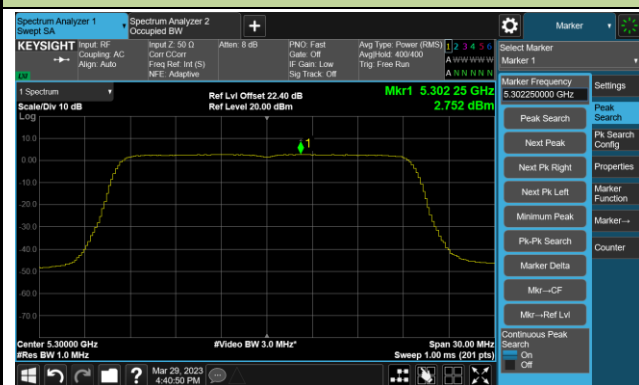 Spectrum Analyzer 1
Swept SA
Spectrum Analyzer 2
Occupied BW
Marker
KEYSIGHT
Input: RF
Coupling: AC
Align: Auto
Input Z: 50 Ω
Corr CCorr
Freq Ref: Int (S)
NFE: Adaptive
Atten: 8 dB
PNO: Fast
Gate: Off
IF Gain: Low
Sig Track: Off
Avg Type: Power (RMS)
Avg|Hold: 400/400
Trig: Free Run
1 2 3 4 5 6
A W W W W W
A N N N N N
LVI
1 Spectrum
Scale/Div 10 dB
Log
Ref Lvl Offset 22.40 dB
Ref Level 20.00 dBm
Mkr1 5.302 25 GHz
2.752 dBm
1
10.0
0.00
-10.0
-20.0
-30.0
-40.0
-50.0
-60.0
-70.0
Center 5.30000 GHz
#Res BW 1.0 MHz
#Video BW 3.0 MHz*
Span 30.00 MHz
Sweep 1.00 ms (201 pts)
Select Marker
Marker 1
Marker Frequency
5.302250000 GHz
Peak Search
Next Peak
Next Pk Right
Next Pk Left
Minimum Peak
Pk-Pk Search
Marker Delta
Mkr→CF
Mkr→Ref Lvl
Continuous Peak
Search
On
Off
Settings
Peak
Search
Pk Search
Config
Properties
Marker
Function
Marker→
Counter
?
Mar 29, 2023
4:40:50 PM